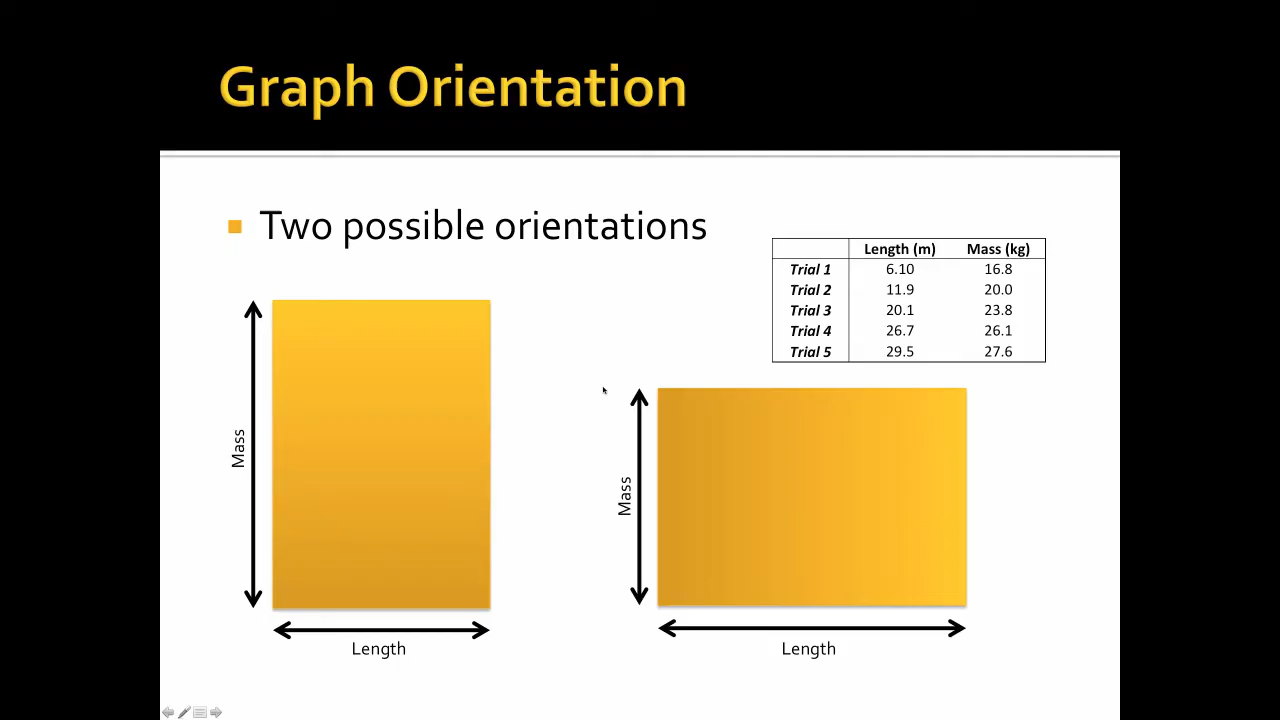 Graph Orientation
Two possible orientations
Length (m) Mass (kg)
Trial 1 6.10 16.8
Trial 2 11.9 20.0
Trial 3 20.1 23.8
Trial 4 26.7 26.1
Trial 5 29.5 27.6
Mass
Length
Mass
Length